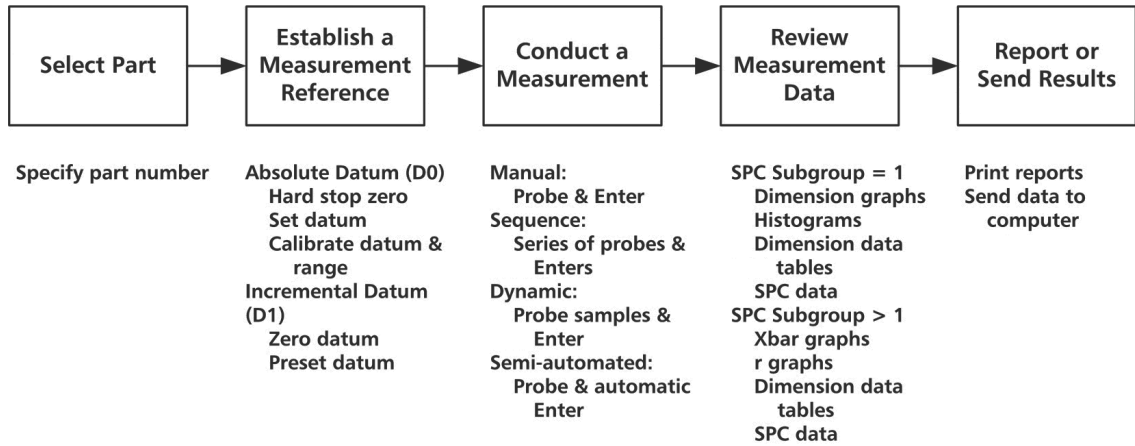 Select Part
Establish a
Measurement
Reference
Conduct a
Measurement
Review
Measurement
Data
Report or
Send Results
Specify part number
Absolute Datum (D0)
Hard stop zero
Set datum
Calibrate datum &
range
Incremental Datum
(D1)
Zero datum
Preset datum
Manual:
Probe & Enter
Sequence:
Series of probes &
Enters
Dynamic:
Probe samples &
Enter
Semi-automated:
Probe & automatic
Enter
SPC Subgroup = 1
Dimension graphs
Histograms
Dimension data
tables
SPC data
SPC Subgroup > 1
Xbar graphs
r graphs
Dimension data
tables
SPC data
Print reports
Send data to
computer